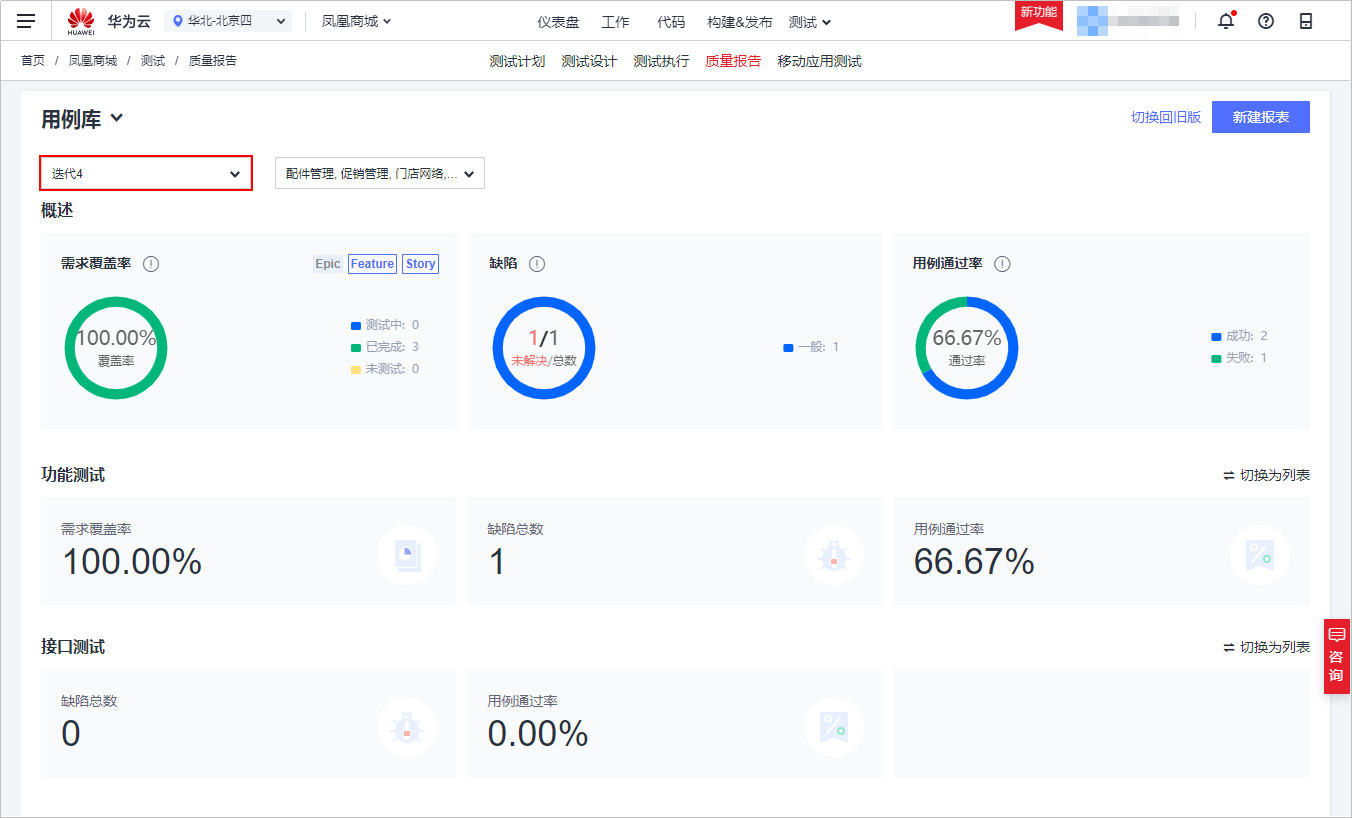 HUAWEI
华为云
华北-北京四
凤凰商城
仪表盘 工作 代码 构建&发布 测试
新功能
首页 / 凤凰商城 / 测试 / 质量报告
测试计划 测试设计 测试执行 质量报告 移动应用测试
用例库
切换回旧版
新建报表
迭代4
配件管理, 促销管理, 门店网络,...
概述
需求覆盖率
Epic Feature Story
100.00%
覆盖率
测试中: 0
已完成: 3
未测试: 0
缺陷
1/1
未解决/总数
一般: 1
用例通过率
66.67%
通过率
成功: 2
失败: 1
功能测试
切换为列表
需求覆盖率
100.00%
缺陷总数
1
用例通过率
66.67%
接口测试
切换为列表
缺陷总数
0
用例通过率
0.00%
咨询